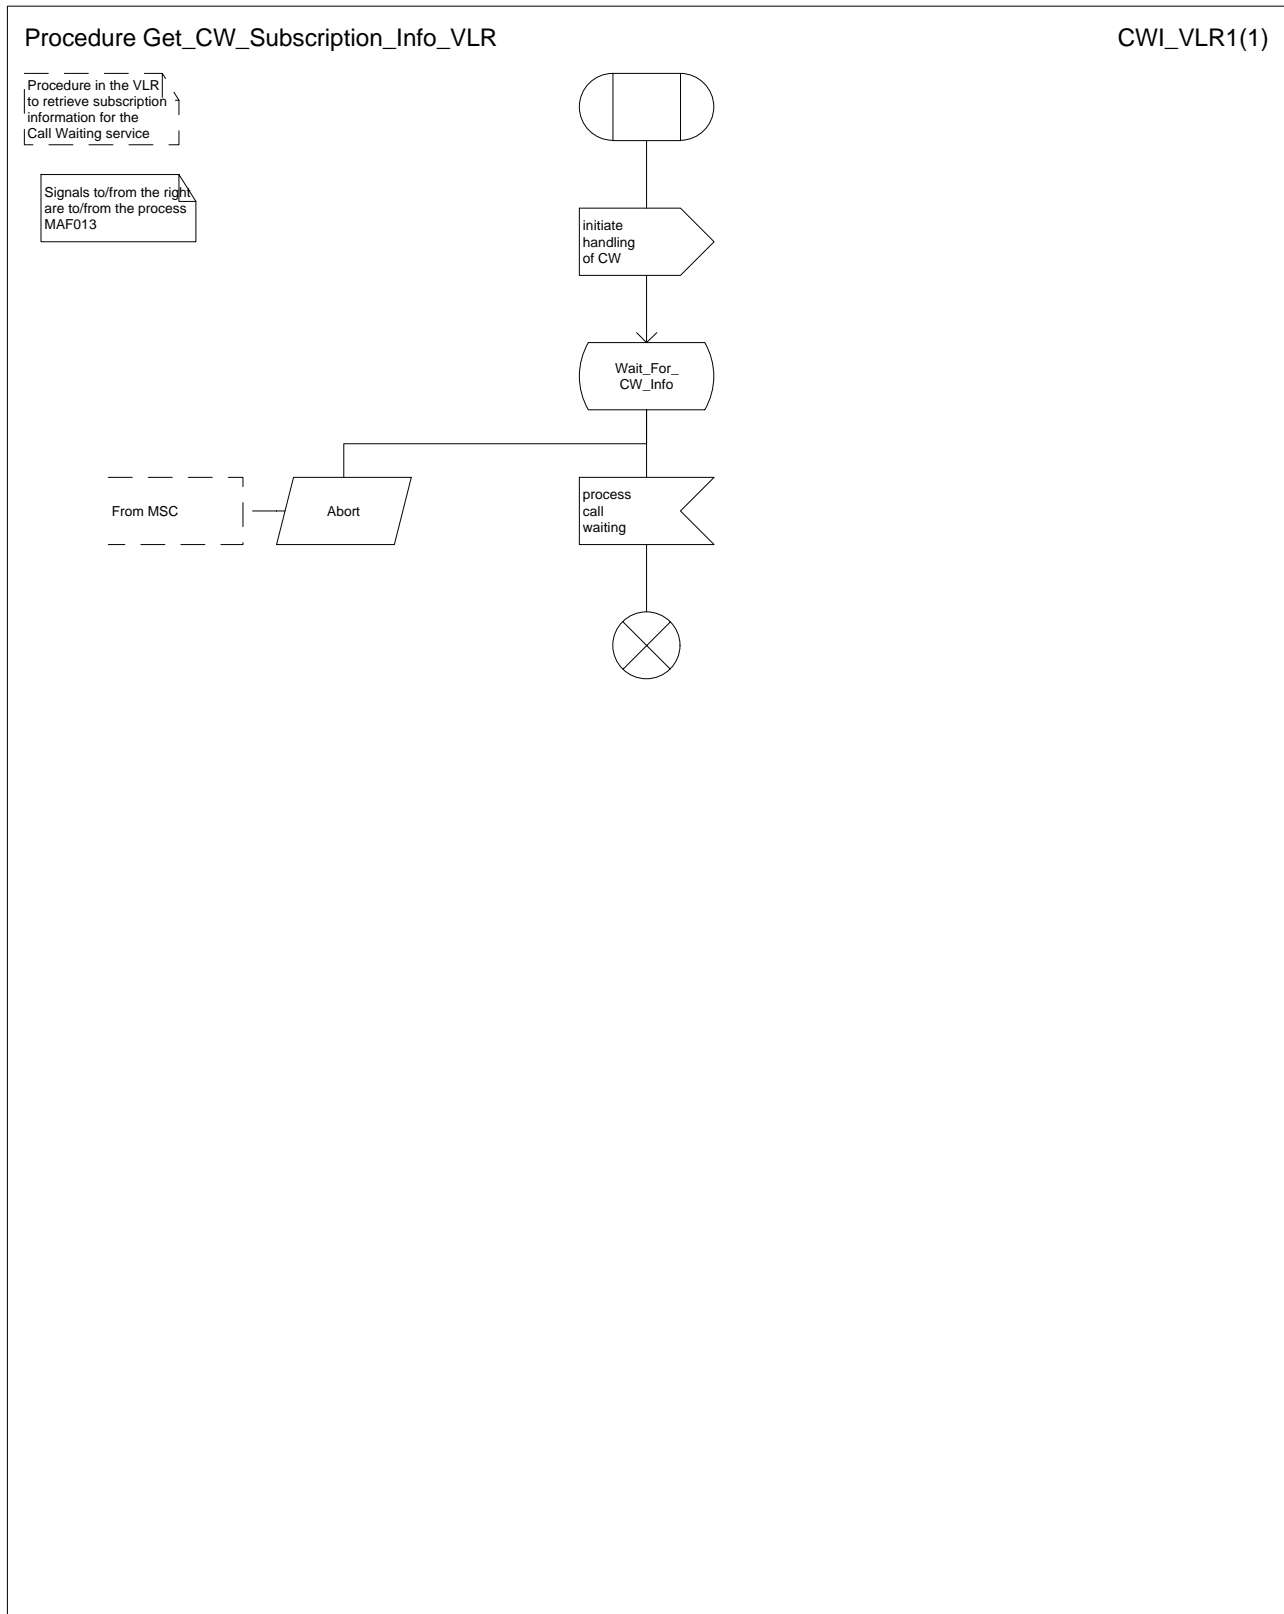 Procedure Get_CW_Subscription_Info_VLR
CWI_VLR1(1)
Procedure in the VLR
to retrieve subscription
information for the
Call Waiting service
Signals to/from the right
are to/from the process
MAF013
initiate
handling
of CW
Wait_For_
CW_Info
From MSC
Abort
process
call
waiting